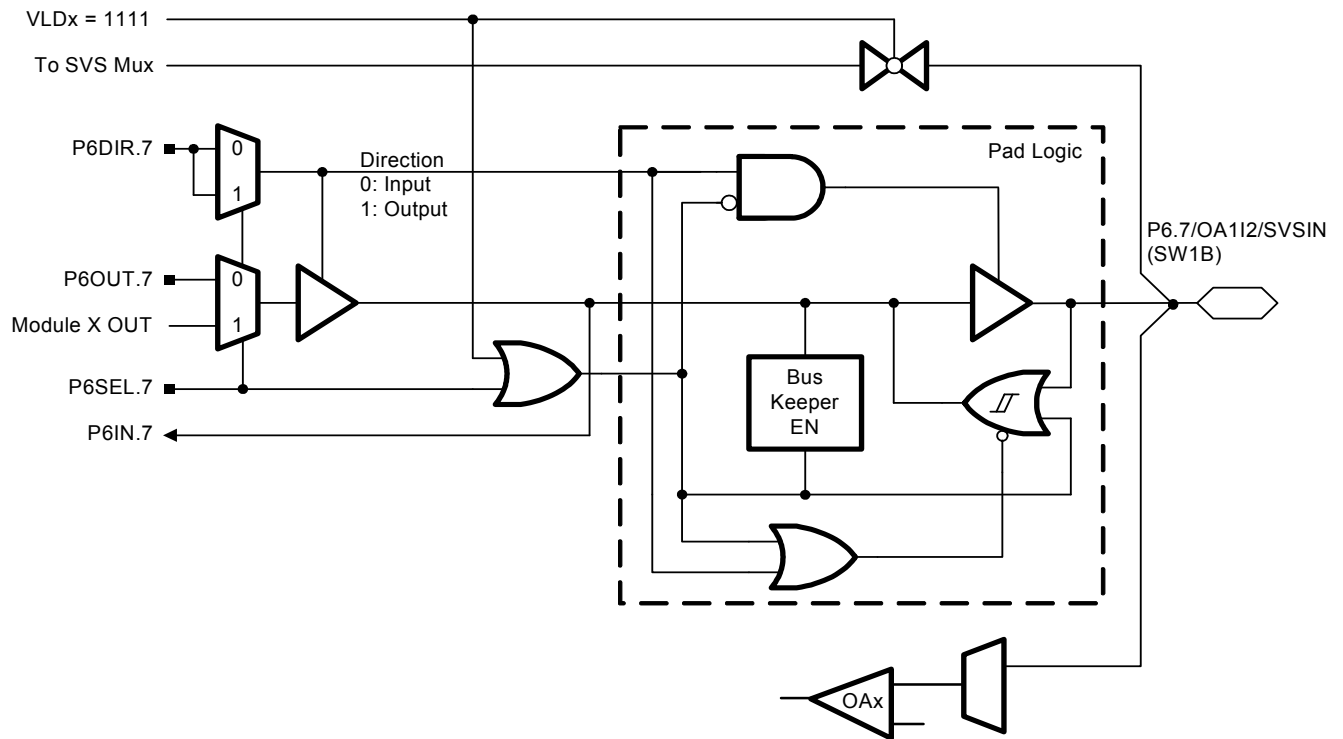 VLDx = 1111
To SVS Mux
P6DIR.7
0
1
Direction
0: Input
1: Output
Pad Logic
P6.7/OA1I2/SVSIN
(SW1B)
P6OUT.7
0
Module X OUT
1
P6SEL.7
P6IN.7
Bus
Keeper
EN
OAx